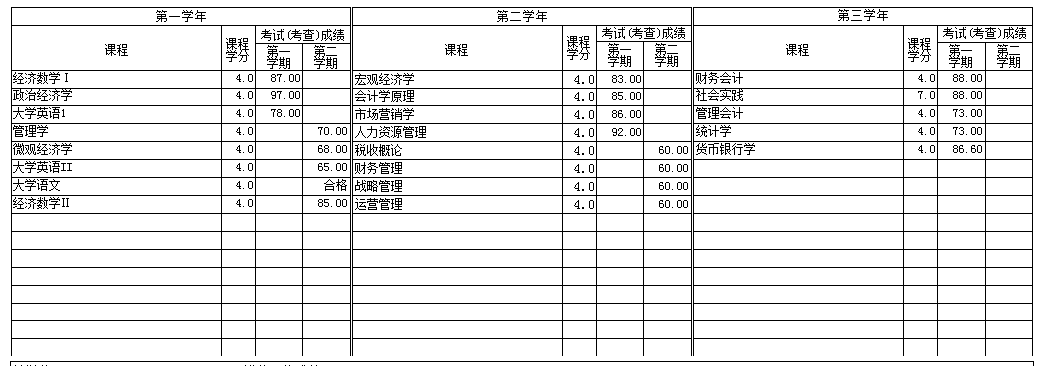 第一学年 第二学年 第三学年
课程 课程学分 考试(考查)成绩 课程 课程学分 考试(考查)成绩 课程 课程学分 考试(考查)成绩
第一学期 第二学期 第一学期 第二学期 第一学期 第二学期
经济数学Ⅰ 4.0 87.00 宏观经济学 4.0 83.00 财务会计 4.0 88.00
政治经济学 4.0 97.00 会计学原理 4.0 85.00 社会实践 7.0 88.00
大学英语1 4.0 78.00 市场营销学 4.0 86.00 管理会计 4.0 73.00
管理学 4.0 70.00 人力资源管理 4.0 92.00 统计学 4.0 73.00
微观经济学 4.0 68.00 税收概论 4.0 60.00 货币银行学 4.0 86.60
大学英语II 4.0 65.00 财务管理 4.0 60.00
大学语文 4.0 合格 战略管理 4.0 60.00
经济数学II 4.0 85.00 运营管理 4.0 60.00